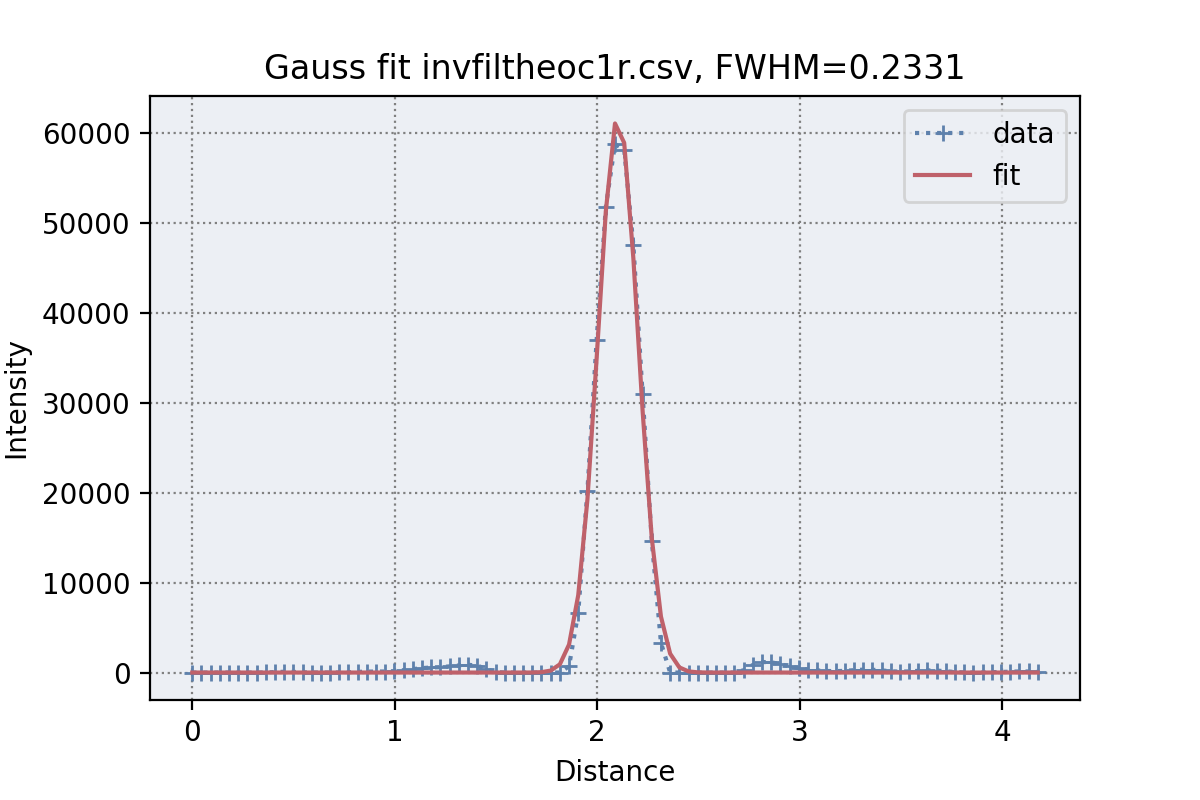 Gauss fit invfiltheoc1r.csv, FWHM=0.2331
data
fit
60000
50000
40000
30000
20000
10000
0
Intensity
0 1 2 3 4
Distance